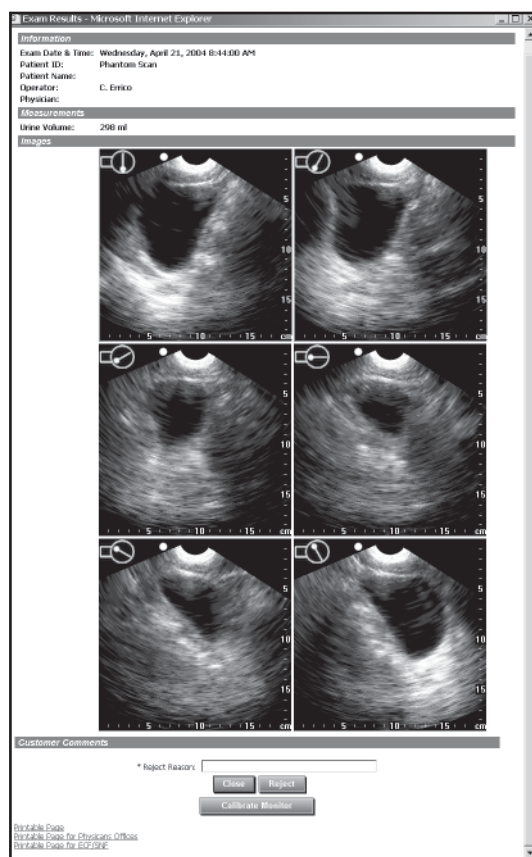 Exam Results - Microsoft Internet Explorer
Information
Exam Date & Time: Wednesday, April 21, 2004 8:44:00 AM
Patient ID: Phantom Scan
Patient Name:
Operator: C. Errico
Physician:
Measurements
Urine Volume: 298 ml
Images
5
10
15
5 10 15 cm
5
10
15
5 10 15 cm
5
10
15
5 10 15 cm
5
10
15
5 10 15 cm
5
10
15
5 10 15 cm
5
10
15
5 10 15 cm
Customer Comments
* Reject Reason:
Close Reject
Calibrate Monitor
Printable Page
Printable Page for Physicans Offices
Printable Page for ECF/SNF